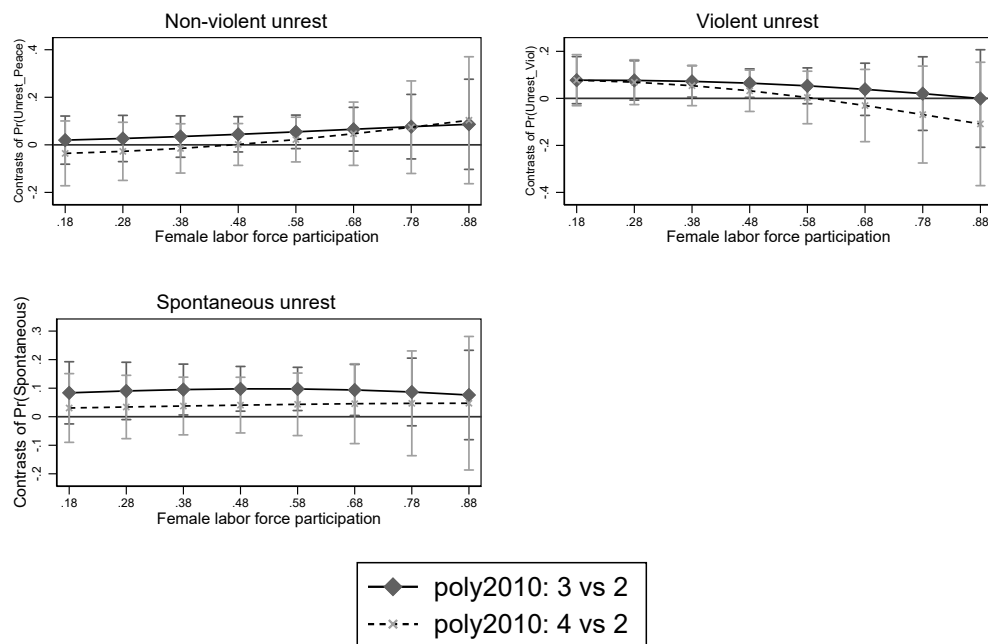 Non-violent unrest
Contrasts of Pr(Unrest_Peace)
.4
.2
0
-.2
.18 .28 .38 .48 .58 .68 .78 .88
Female labor force participation
Violent unrest
Contrasts of Pr(Unrest_Viol)
.2
0
-.2
-.4
.18 .28 .38 .48 .58 .68 .78 .88
Female labor force participation
Spontaneous unrest
Contrasts of Pr(Spontaneous)
.3
.2
.1
0
-.1
-.2
.18 .28 .38 .48 .58 .68 .78 .88
Female labor force participation
poly2010: 3 vs 2
poly2010: 4 vs 2